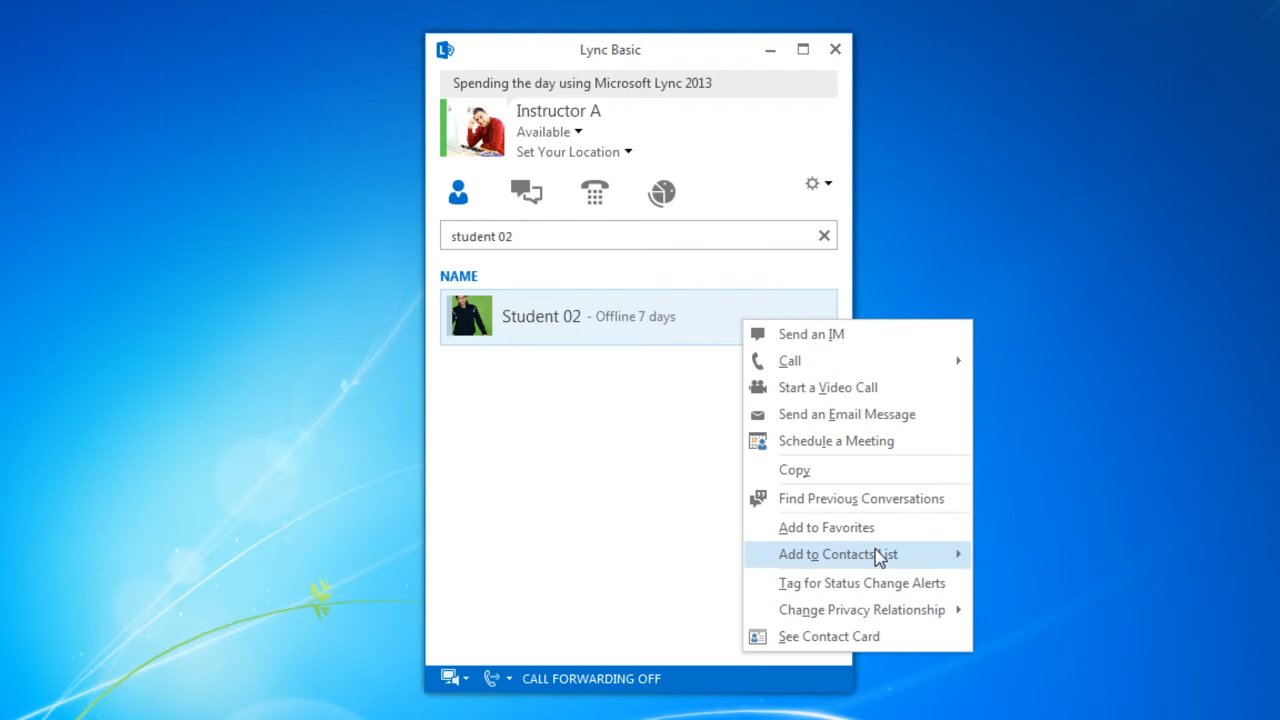 Lync Basic
Spending the day using Microsoft Lync 2013
Instructor A
Available
Set Your Location
student 02
NAME
Student 02 - Offline 7 days
Send an IM
Call
Start a Video Call
Send an Email Message
Schedule a Meeting
Copy
Find Previous Conversations
Add to Favorites
Add to Contacts List
Tag for Status Change Alerts
Change Privacy Relationship
See Contact Card
CALL FORWARDING OFF